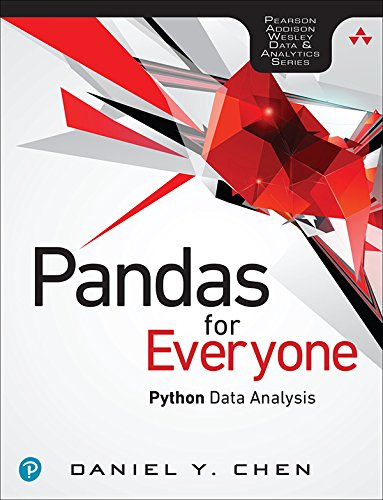 Pearson
Addison
Wesley
Data &
Analytics
Series
Pandas
for
Everyone
Python Data Analysis
P
Daniel Y. Chen